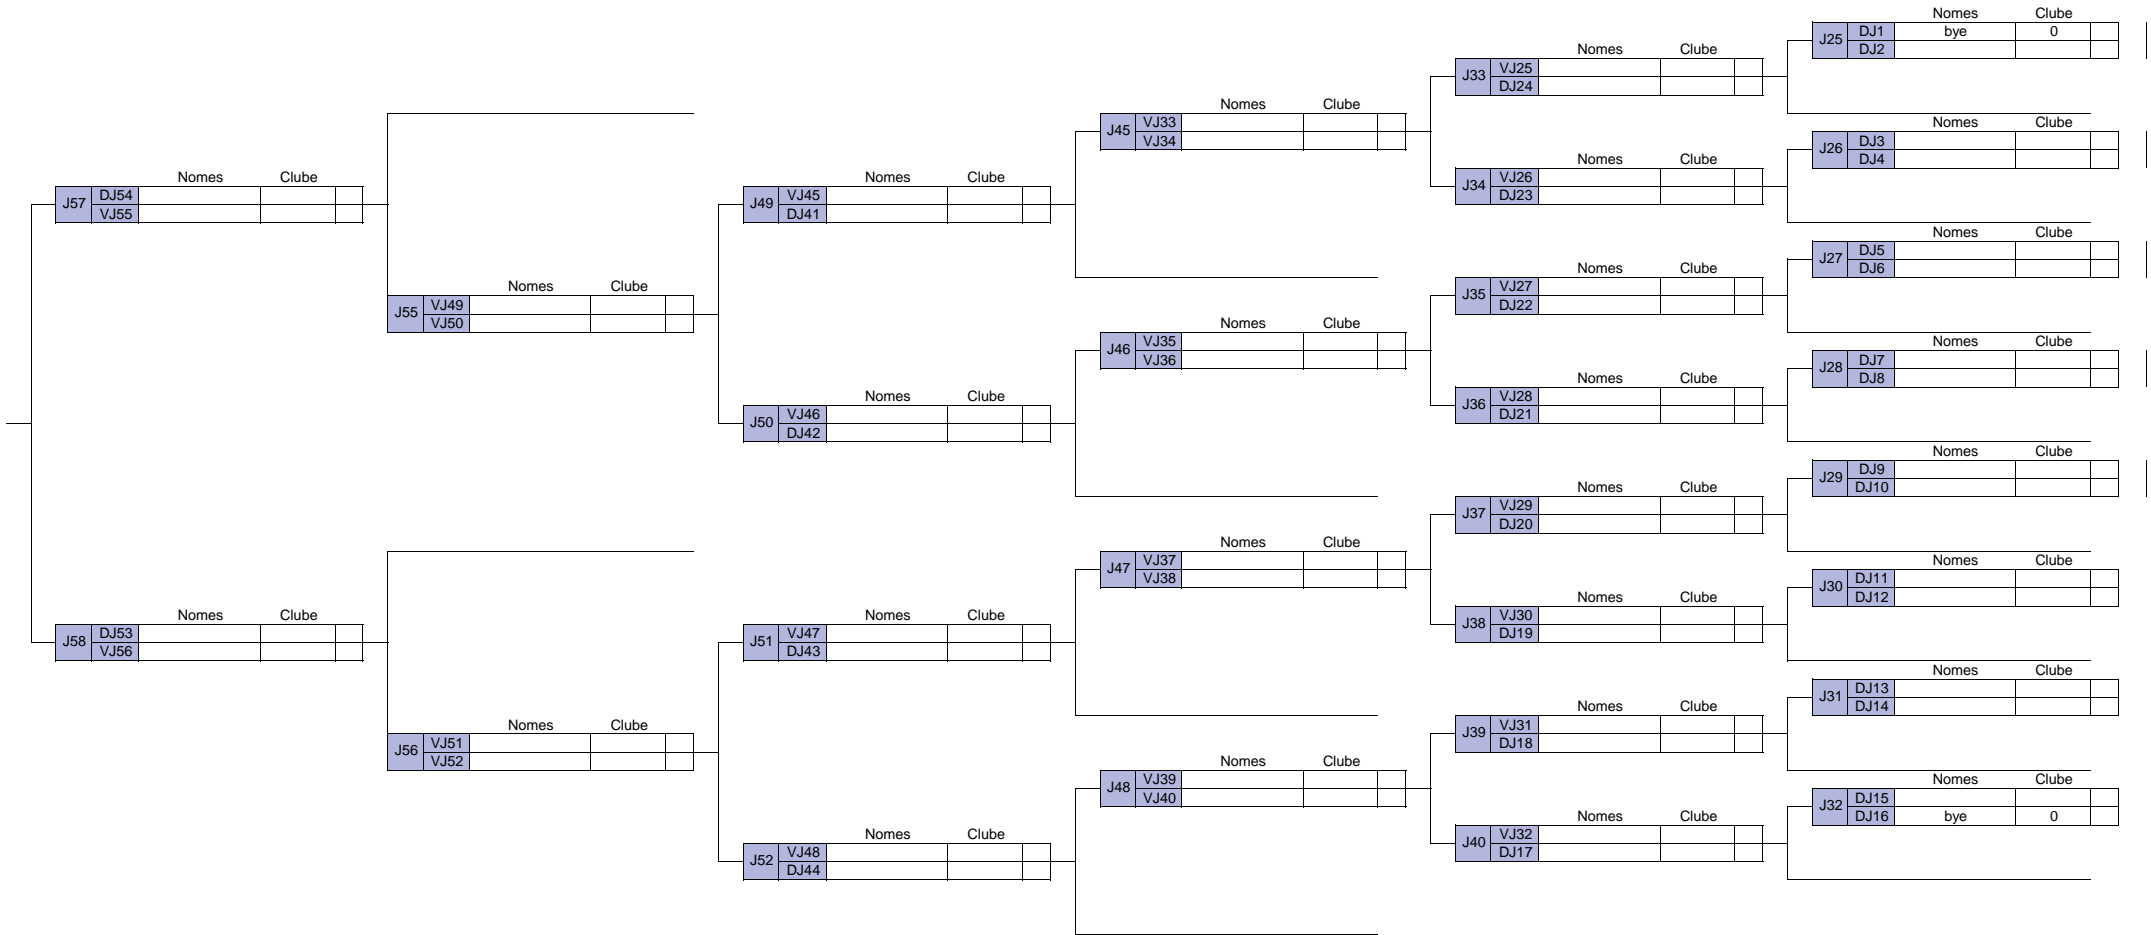 Nomes Clube
J25 DJ1 bye 0
DJ2
Nomes Clube
J33 VJ25
DJ24
Nomes Clube
J45 VJ33
VJ34
Nomes Clube
J26 DJ3
DJ4
Nomes Clube
J34 VJ26
DJ23
Nomes Clube
J57 DJ54
VJ55
Nomes Clube
J49 VJ45
DJ41
Nomes Clube
J27 DJ5
DJ6
Nomes Clube
J35 VJ27
DJ22
Nomes Clube
J55 VJ49
VJ50
Nomes Clube
J46 VJ35
VJ36
Nomes Clube
J28 DJ7
DJ8
Nomes Clube
J36 VJ28
DJ21
Nomes Clube
J50 VJ46
DJ42
Nomes Clube
J29 DJ9
DJ10
Nomes Clube
J37 VJ29
DJ20
Nomes Clube
J47 VJ37
VJ38
Nomes Clube
J30 DJ11
DJ12
Nomes Clube
J38 VJ30
DJ19
Nomes Clube
J58 DJ53
VJ56
Nomes Clube
J51 VJ47
DJ43
Nomes Clube
J31 DJ13
DJ14
Nomes Clube
J39 VJ31
DJ18
Nomes Clube
J56 VJ51
VJ52
Nomes Clube
J48 VJ39
VJ40
Nomes Clube
J32 DJ15
DJ16 bye 0
Nomes Clube
J40 VJ32
DJ17
Nomes Clube
J52 VJ48
DJ44